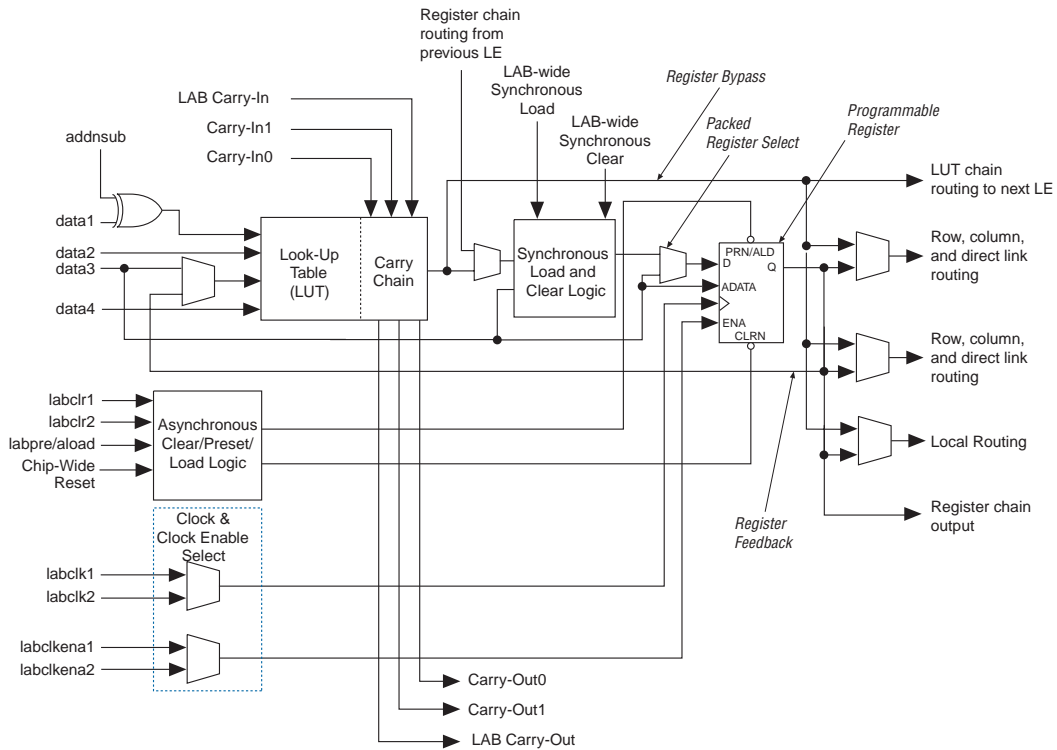 Register chain
routing from
previous LE
LAB-wide
Synchronous
Load
LAB-wide
Synchronous
Clear
Register Bypass
Packed
Register Select
Programmable
Register
LAB Carry-In
Carry-In1
Carry-In0
addnsub
data1
data2
data3
data4
Look-Up
Table
(LUT)
Carry
Chain
Synchronous
Load and
Clear Logic
PRN/ALD
D
Q
ADATA
ENA
CLRN
LUT chain
routing to next LE
Row, column,
and direct link
routing
Row, column,
and direct link
routing
Local Routing
Register chain
output
Register
Feedback
labclr1
labclr2
labpre/aload
Chip-Wide
Reset
Asynchronous
Clear/Preset/
Load Logic
Clock &
Clock Enable
Select
labclk1
labclk2
labclkena1
labclkena2
Carry-Out0
Carry-Out1
LAB Carry-Out